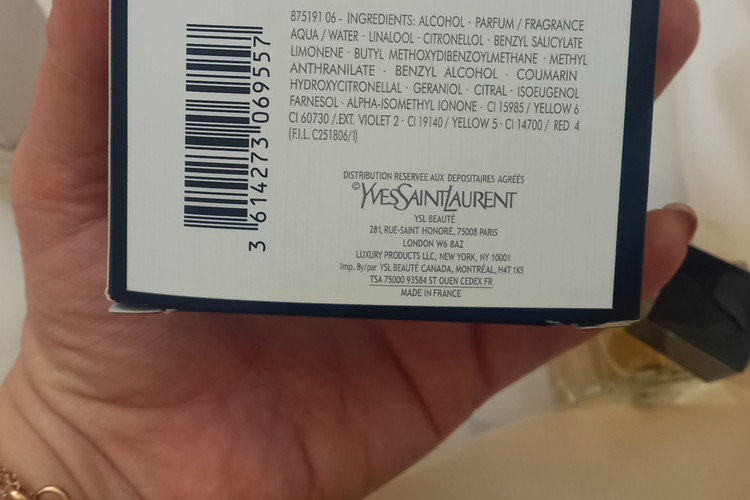 875191 06 - INGREDIENTS: ALCOHOL · PARFUM / FRAGRANCE
AQUA / WATER · LINALOOL · CITRONELLOL · BENZYL SALICYLATE
LIMONENE · BUTYL METHOXYDIBENZOYLMETHANE · METHYL
ANTHRANILATE · BENZYL ALCOHOL · COUMARIN
HYDROXYCITRONELLAL · GERANIOL · CITRAL · ISOEUGENOL
FARNESOL · ALPHA-ISOMETHYL IONONE · CI 15985 / YELLOW 6
CI 60730 /.EXT. VIOLET 2 · CI 19140 / YELLOW 5 · CI 14700 / RED 4
(F.I.L. C251806/1)
3 614273 069557
DISTRIBUTION RESERVEE AUX DEPOSITAIRES AGRÉÉS
©YVESSAINTLAURENT
YSL BEAUTÉ
281, RUE-SAINT HONORÉ, 75008 PARIS
LONDON W6 8AZ
LUXURY PRODUCTS LLC, NEW YORK, NY 10001
Imp. By/par YSL BEAUTÉ CANADA, MONTRÉAL, H4T 1K5
TSA 75000 93584 ST OUEN CEDEX FR
MADE IN FRANCE